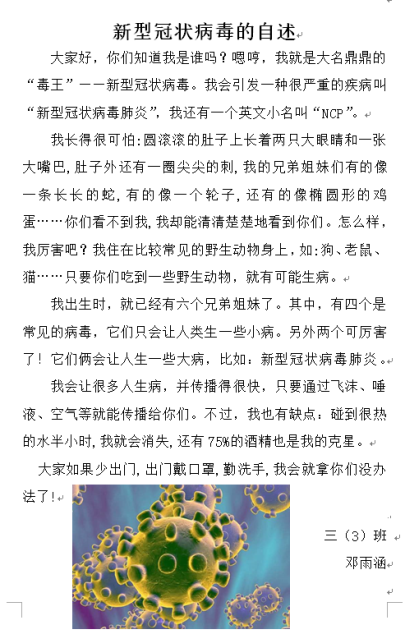 新型冠状病毒的自述
大家好，你们知道我是谁吗？嗯哼，我就是大名鼎鼎的
“毒王”－－新型冠状病毒。我会引发一种很严重的疾病叫
“新型冠状病毒肺炎”，我还有一个英文小名叫“NCP”。
我长得很可怕:圆滚滚的肚子上长着两只大眼睛和一张
大嘴巴,肚子外还有一圈尖尖的刺,我的兄弟姐妹们有的像
一条长长的蛇,有的像一个轮子,还有的像椭圆形的鸡
蛋……你们看不到我,我却能清清楚楚地看到你们。怎么样，
我厉害吧？我住在比较常见的野生动物身上,如:狗、老鼠、
猫……只要你们吃到一些野生动物，就有可能生病。
我出生时，就已经有六个兄弟姐妹了。其中，有四个是
常见的病毒，它们只会让人类生一些小病。另外两个可厉害
了！它们俩会让人生一些大病，比如：新型冠状病毒肺炎。
我会让很多人生病，并传播得很快，只要通过飞沫、唾
液、空气等就能传播给你们。不过，我也有缺点：碰到很热
的水半小时,我就会消失,还有75%的酒精也是我的克星。
大家如果少出门,出门戴口罩,勤洗手,我会就拿你们没办
法了!
三（3）班
邓雨涵